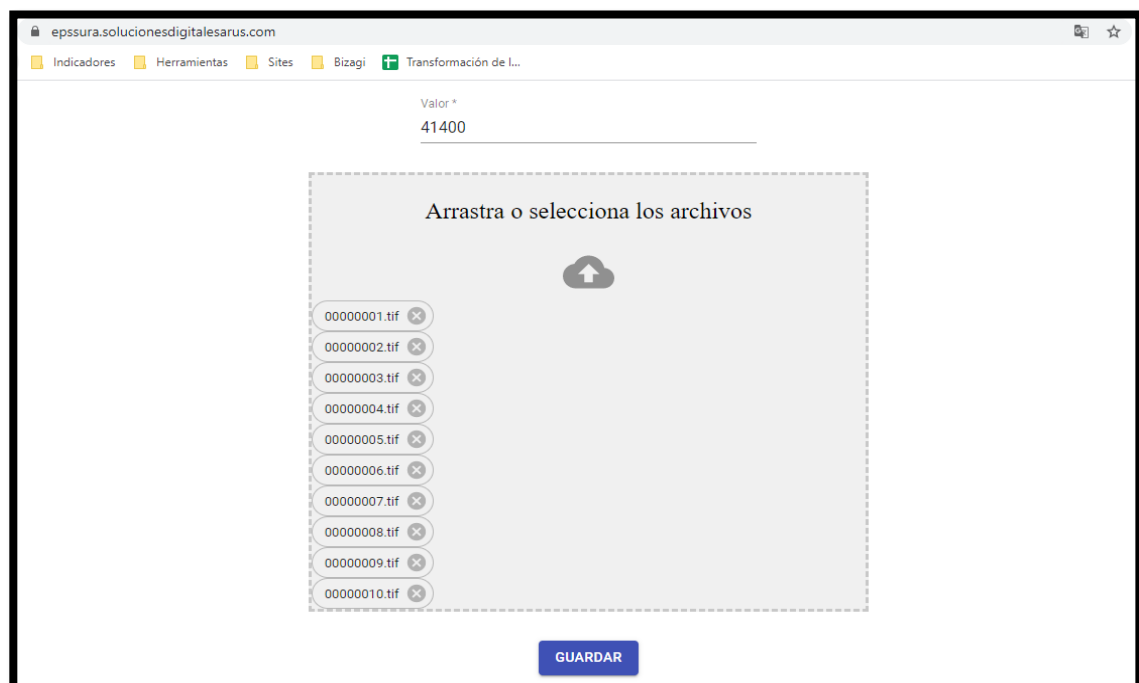 epssura.solucionesdigitalesarus.com
Indicadores Herramientas Sites Bizagi Transformación de l...
Valor *
41400
Arrastra o selecciona los archivos
00000001.tif
00000002.tif
00000003.tif
00000004.tif
00000005.tif
00000006.tif
00000007.tif
00000008.tif
00000009.tif
00000010.tif
GUARDAR